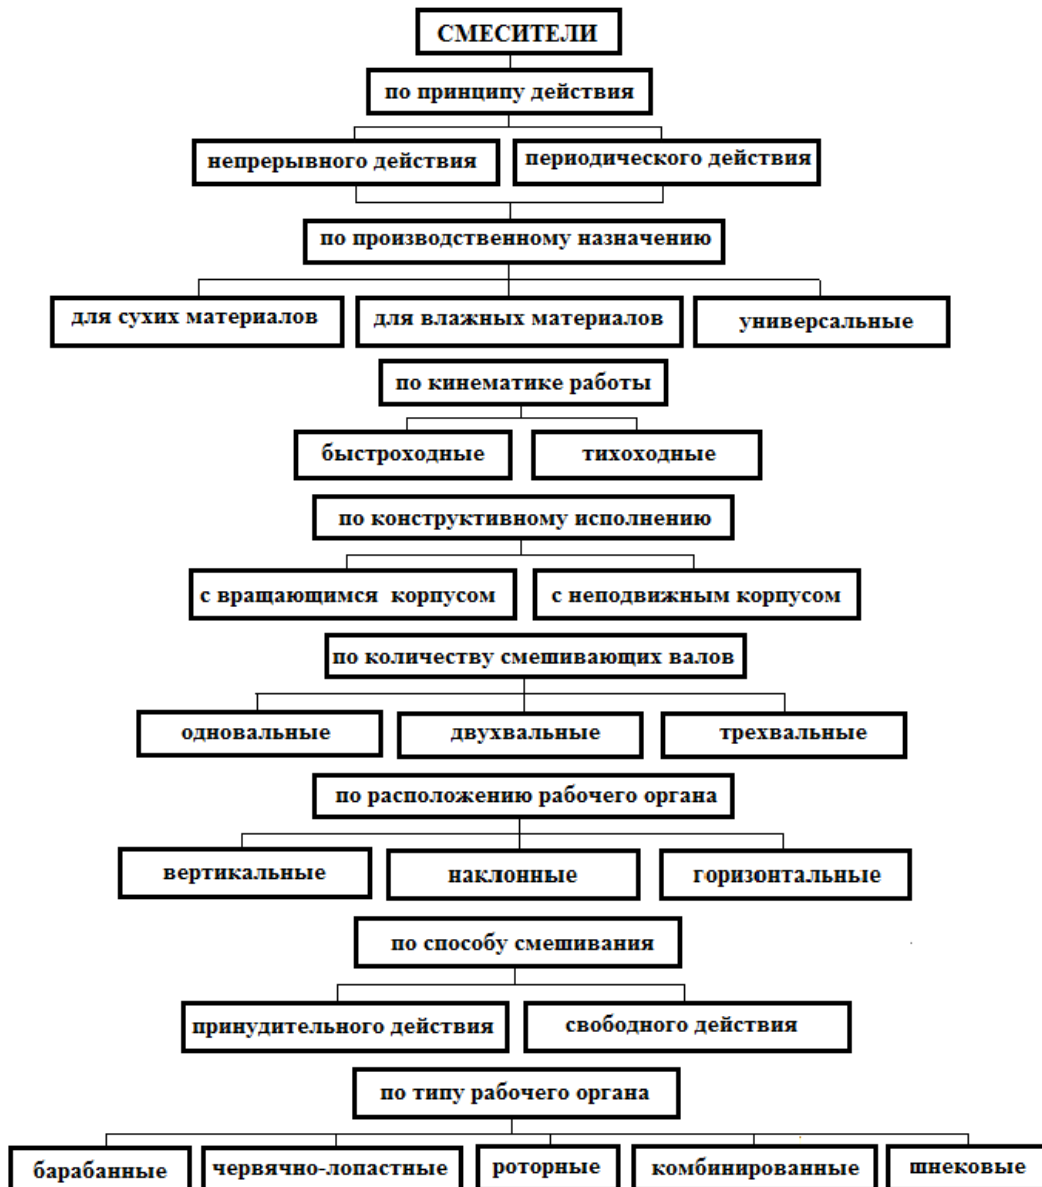 СМЕСИТЕЛИ
по принципу действия
непрерывного действия
периодического действия
по производственному назначению
для сухих материалов
для влажных материалов
универсальные
по кинематике работы
быстроходные
тихоходные
по конструктивному исполнению
с вращающимся корпусом
с неподвижным корпусом
по количеству смешивающих валов
одновальные
двухвальные
трехвальные
по расположению рабочего органа
вертикальные
наклонные
горизонтальные
по способу смешивания
принудительного действия
свободного действия
по типу рабочего органа
барабанные
червячно-лопастные
роторные
комбинированные
шнековые